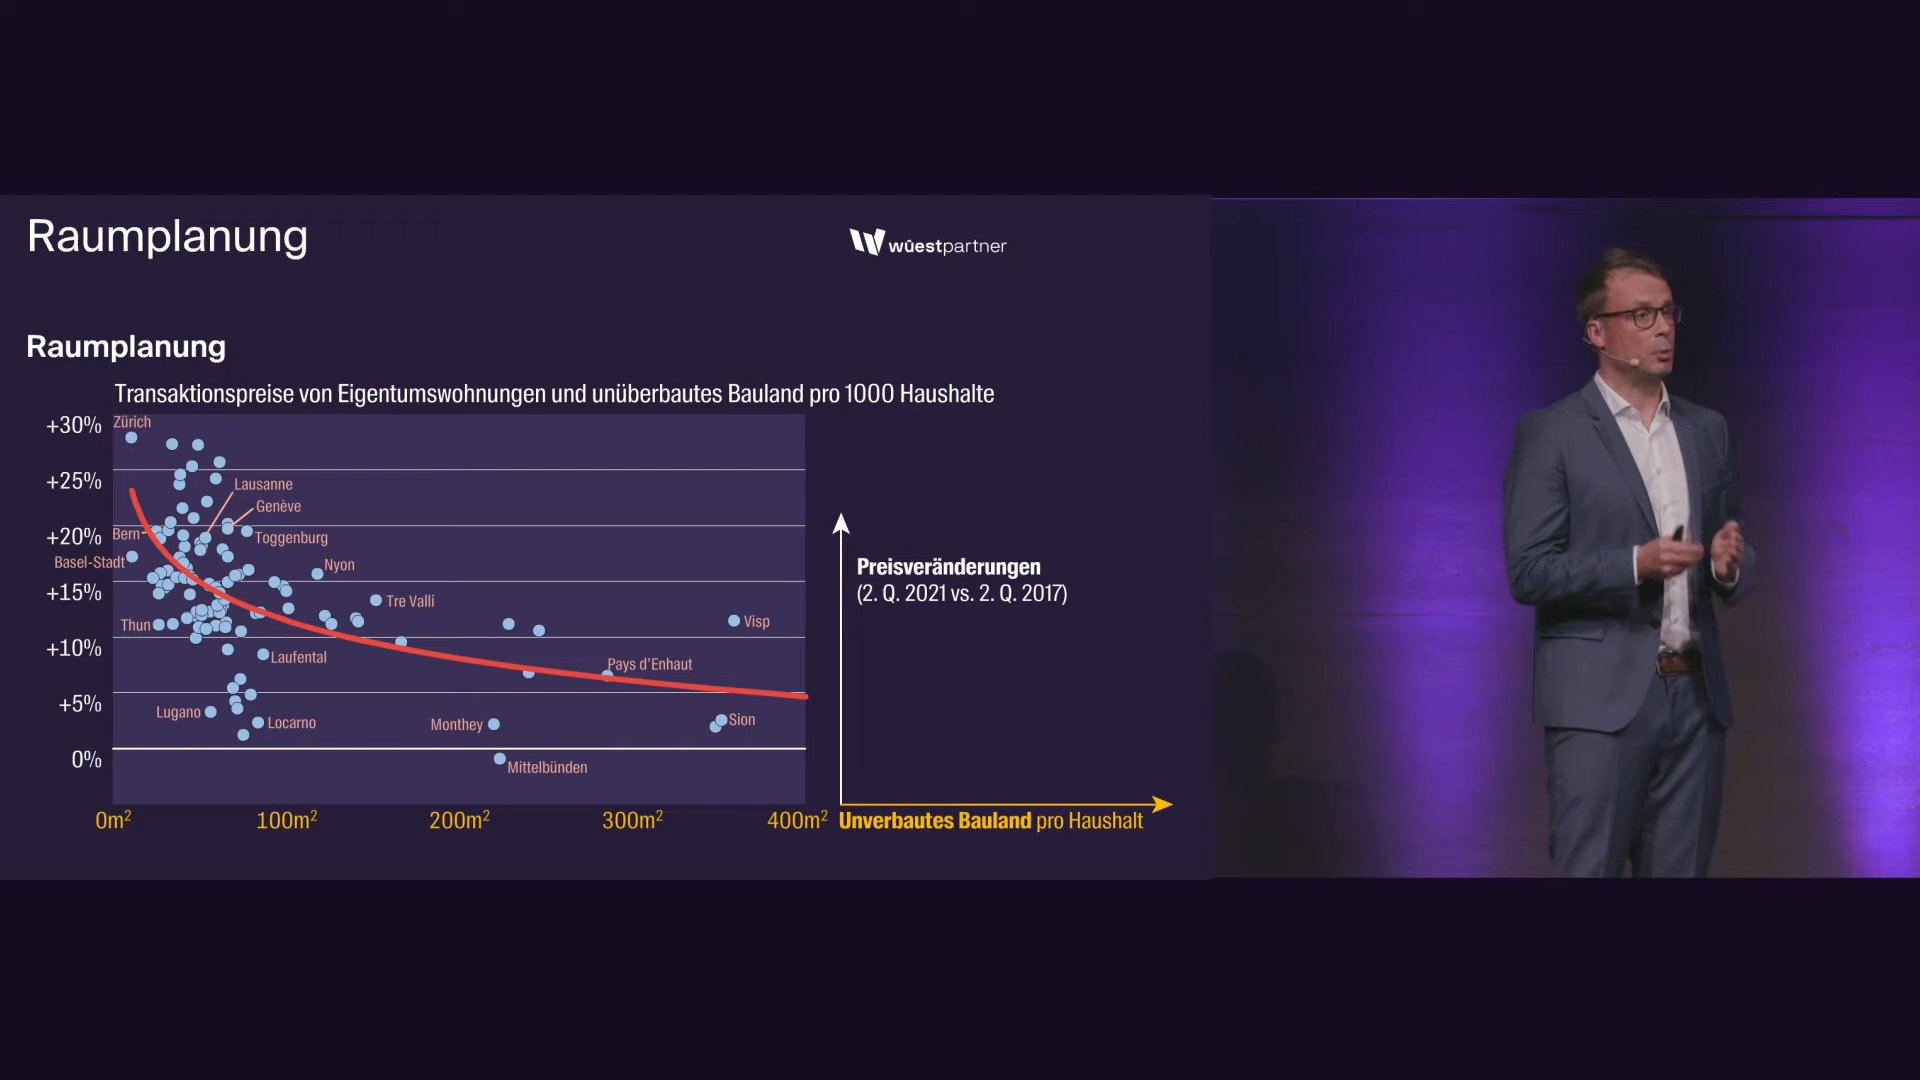 Raumplanung
wüestpartner
Raumplanung
Transaktionspreise von Eigentumswohnungen und unüberbautes Bauland pro 1000 Haushalte
+30%
+25%
+20%
+15%
+10%
+5%
0%
Zürich
Lausanne
Genève
Bern
Toggenburg
Basel-Stadt
Nyon
Tre Valli
Thun
Visp
Laufental
Pays d'Enhaut
Lugano
Locarno
Monthey
Sion
Mittelbünden
0m²
100m²
200m²
300m²
400m²
Preisveränderungen
(2. Q. 2021 vs. 2. Q. 2017)
Unverbautes Bauland pro Haushalt